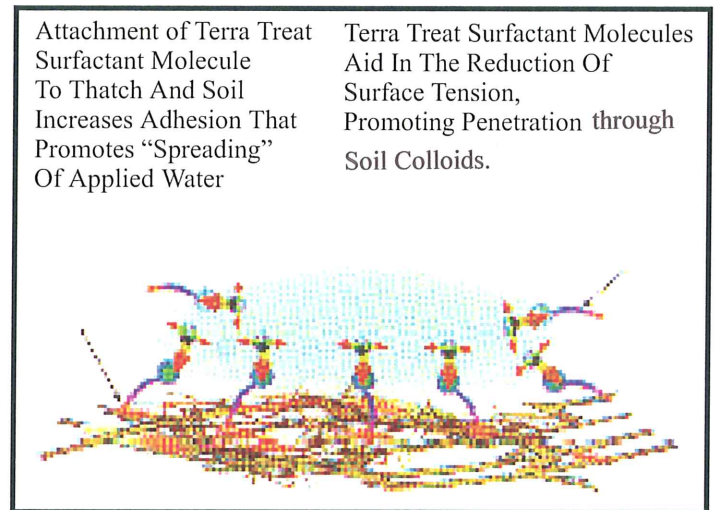 Attachment of Terra Treat
Surfactant Molecule
To Thatch And Soil
Increases Adhesion That
Promotes “Spreading”
Of Applied Water
Terra Treat Surfactant Molecules
Aid In The Reduction Of
Surface Tension,
Promoting Penetration through
Soil Colloids.